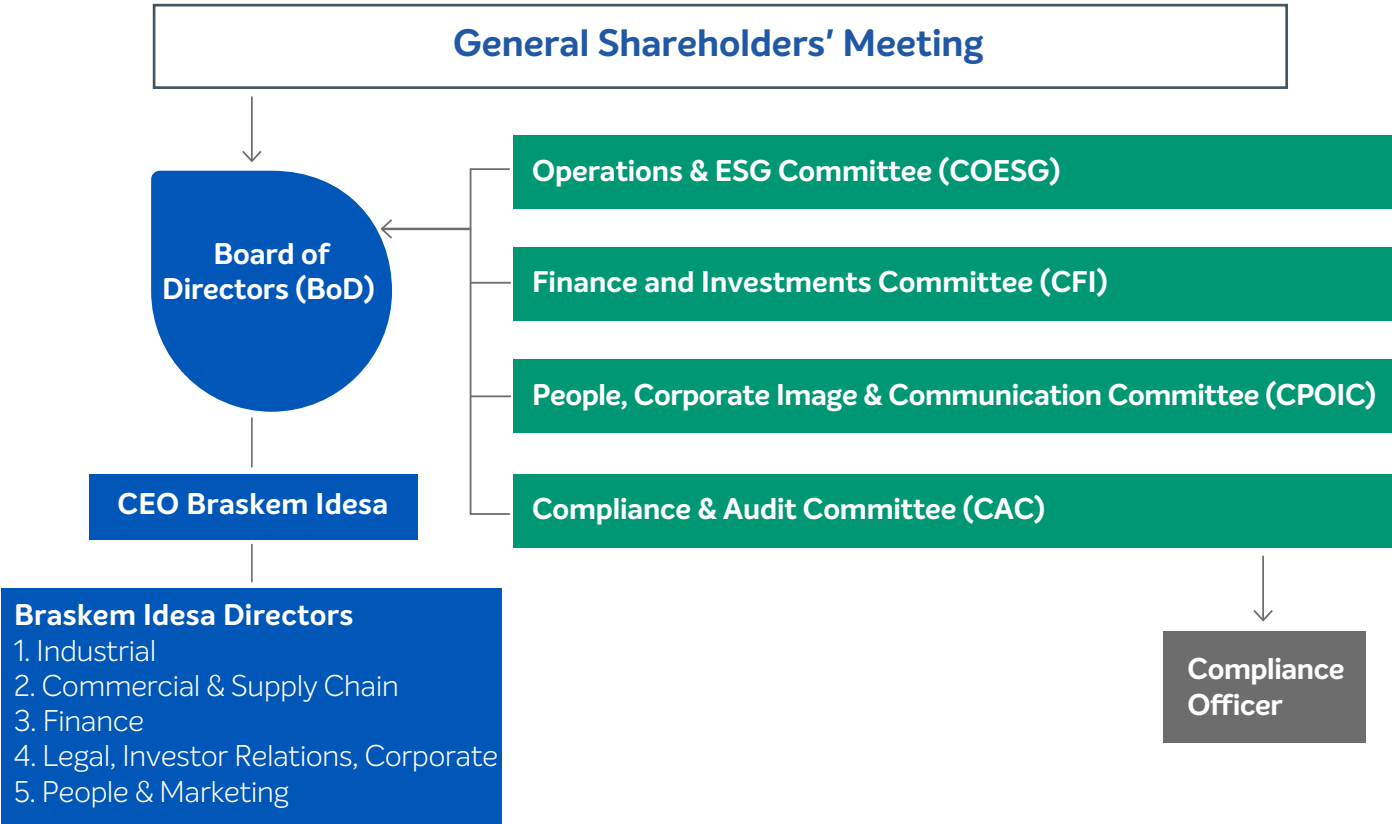 General Shareholders' Meeting
Board of
Directors (BoD)
Operations & ESG Committee (COESG)
Finance and Investments Committee (CFI)
People, Corporate Image & Communication Committee (CPOIC)
Compliance & Audit Committee (CAC)
CEO Braskem Idesa
Braskem Idesa Directors
1. Industrial
2. Commercial & Supply Chain
3. Finance
4. Legal, Investor Relations, Corporate
5. People & Marketing
Compliance
Officer